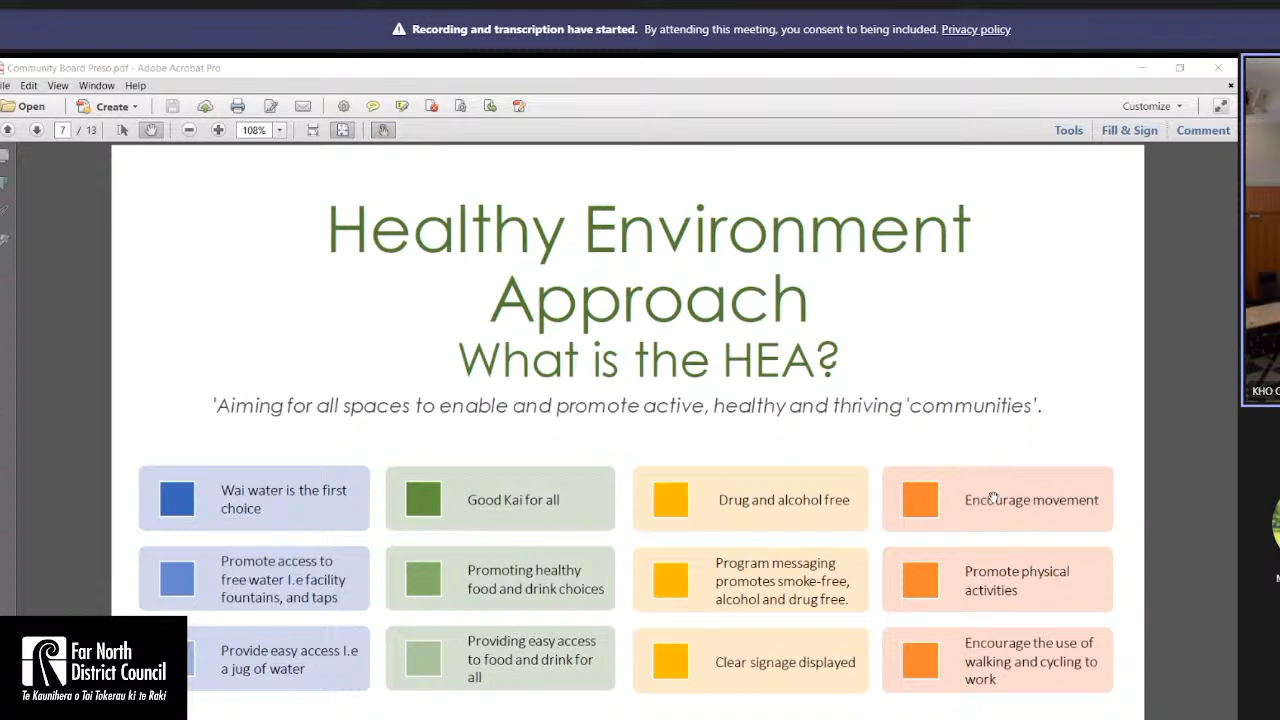 Recording and transcription have started. By attending this meeting, you consent to being included. Privacy policy
Community Board Preso.pdf - Adobe Acrobat Pro
Edit View Window Help
Open Create Customize
7 / 13 108% Tools Fill & Sign Comment
Healthy Environment
Approach
What is the HEA?
'Aiming for all spaces to enable and promote active, healthy and thriving 'communities'.
Wai water is the first
choice
Good Kai for all
Drug and alcohol free
Encourage movement
Promote access to
free water I.e facility
fountains, and taps
Promoting healthy
food and drink choices
Program messaging
promotes smoke-free,
alcohol and drug free.
Promote physical
activities
Provide easy access I.e
a jug of water
Providing easy access
to food and drink for
all
Clear signage displayed
Encourage the use of
walking and cycling to
work
KHO
Far North
District Council
Te Kaunihera o Tai Tokerau ki te Raki